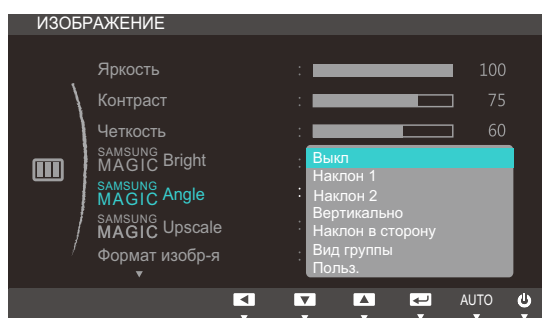 ИЗОБРАЖЕНИЕ
Яркость : 100
Контраст : 75
Четкость : 60
SAMSUNG MAGIC Bright :
SAMSUNG MAGIC Angle :
SAMSUNG MAGIC Upscale :
Формат изобр-я :
Выкл
Наклон 1
Наклон 2
Вертикально
Наклон в сторону
Вид группы
Польз.
AUTO